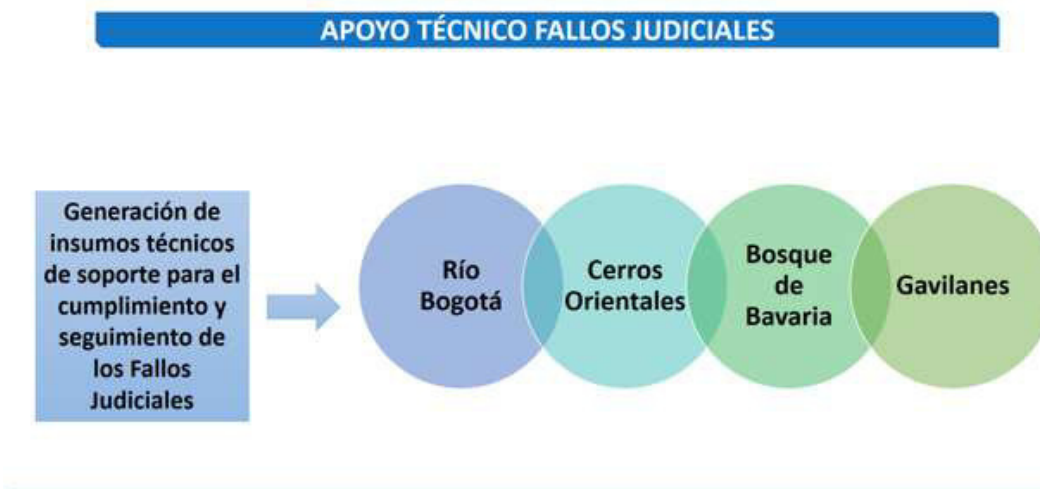 APOYO TÉCNICO FALLOS JUDICIALES
Generación de
insumos técnicos
de soporte para el
cumplimiento y
seguimiento de
los Fallos
Judiciales
Río
Bogotá
Cerros
Orientales
Bosque
de
Bavaria
Gavilanes